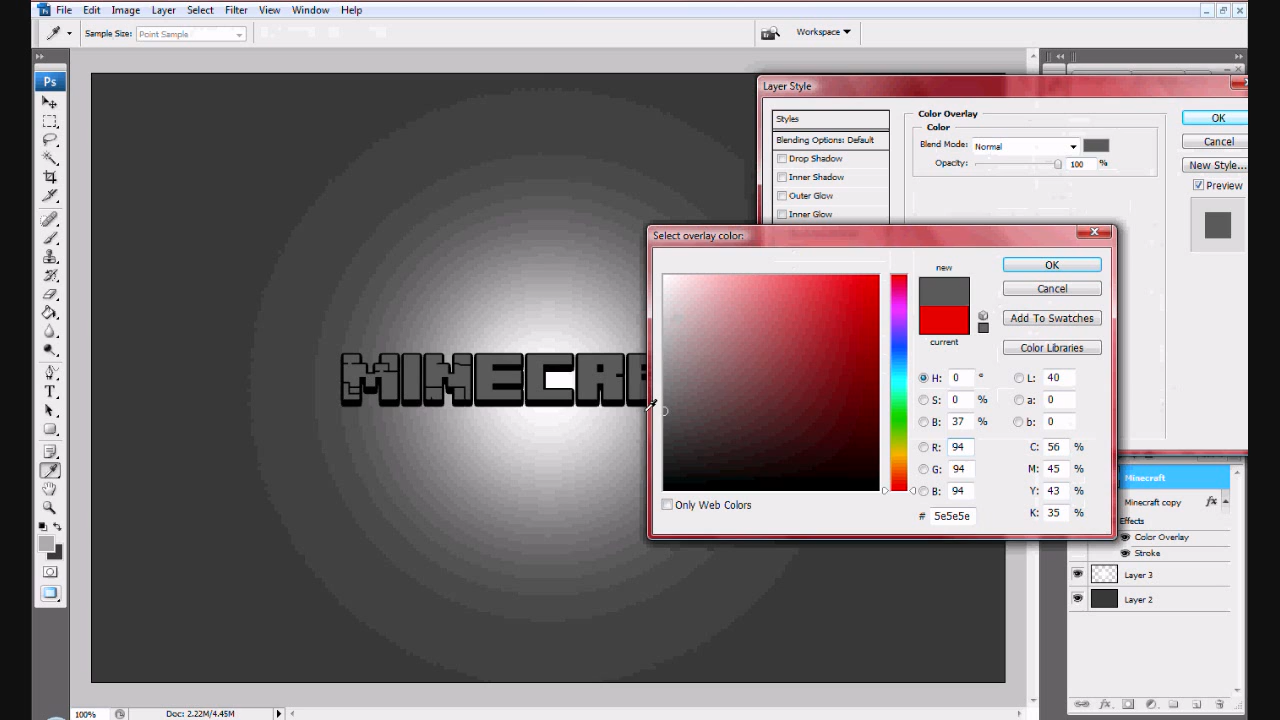 Ps File Edit Image Layer Select Filter View Window Help
Sample Size: Point Sample
Workspace
Ps
Layer Style
Styles
Blending Options: Default
Drop Shadow
Inner Shadow
Outer Glow
Inner Glow
Color Overlay
Color
Blend Mode: Normal
Opacity: 100 %
OK
Cancel
New Style...
Preview
Select overlay color:
new
current
OK
Cancel
Add To Swatches
Color Libraries
H: 0 °
S: 0 %
B: 37 %
R: 94
G: 94
B: 94
# 5e5e5e
L: 40
a: 0
b: 0
C: 56 %
M: 45 %
Y: 43 %
K: 35 %
Only Web Colors
MINECRA
Minecraft
Minecraft copy fx
Effects
Color Overlay
Stroke
Layer 3
Layer 2
T
100%
Doc: 2.22M/4.45M